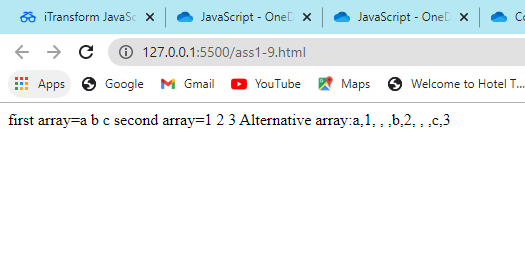 iTransform JavaSc
JavaScript - OneD
JavaScript - OneD
Co
127.0.0.1:5500/ass1-9.html
Apps Google Gmail YouTube Maps Welcome to Hotel T...
first array=a b c second array=1 2 3 Alternative array:a,1, , ,b,2, , ,c,3